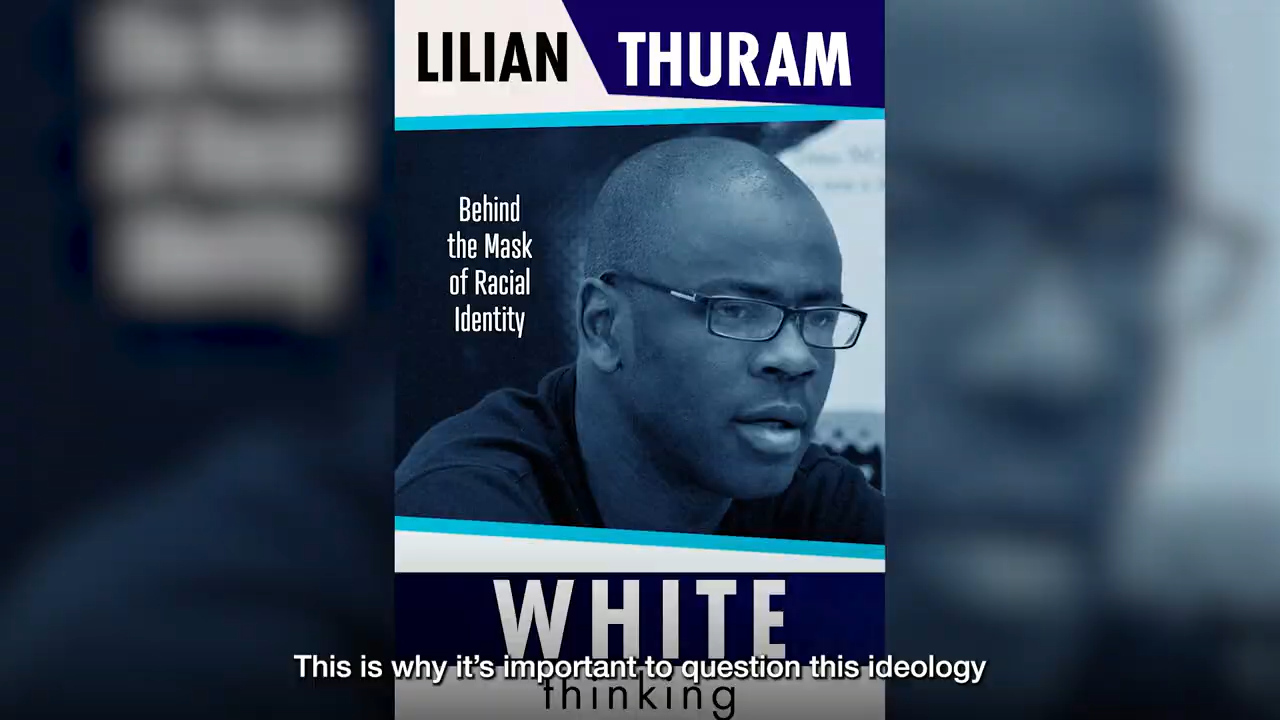 LILIAN THURAM
Behind
the Mask
of Racial
Identity
WHITE
This is why it's important to question this ideology
thinking